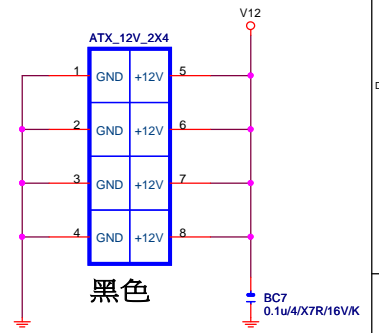 V12
ATX_12V_2X4
1 GND +12V 5
2 GND +12V 6
3 GND +12V 7
4 GND +12V 8
黑色
BC7
0.1u/4/X7R/16V/K